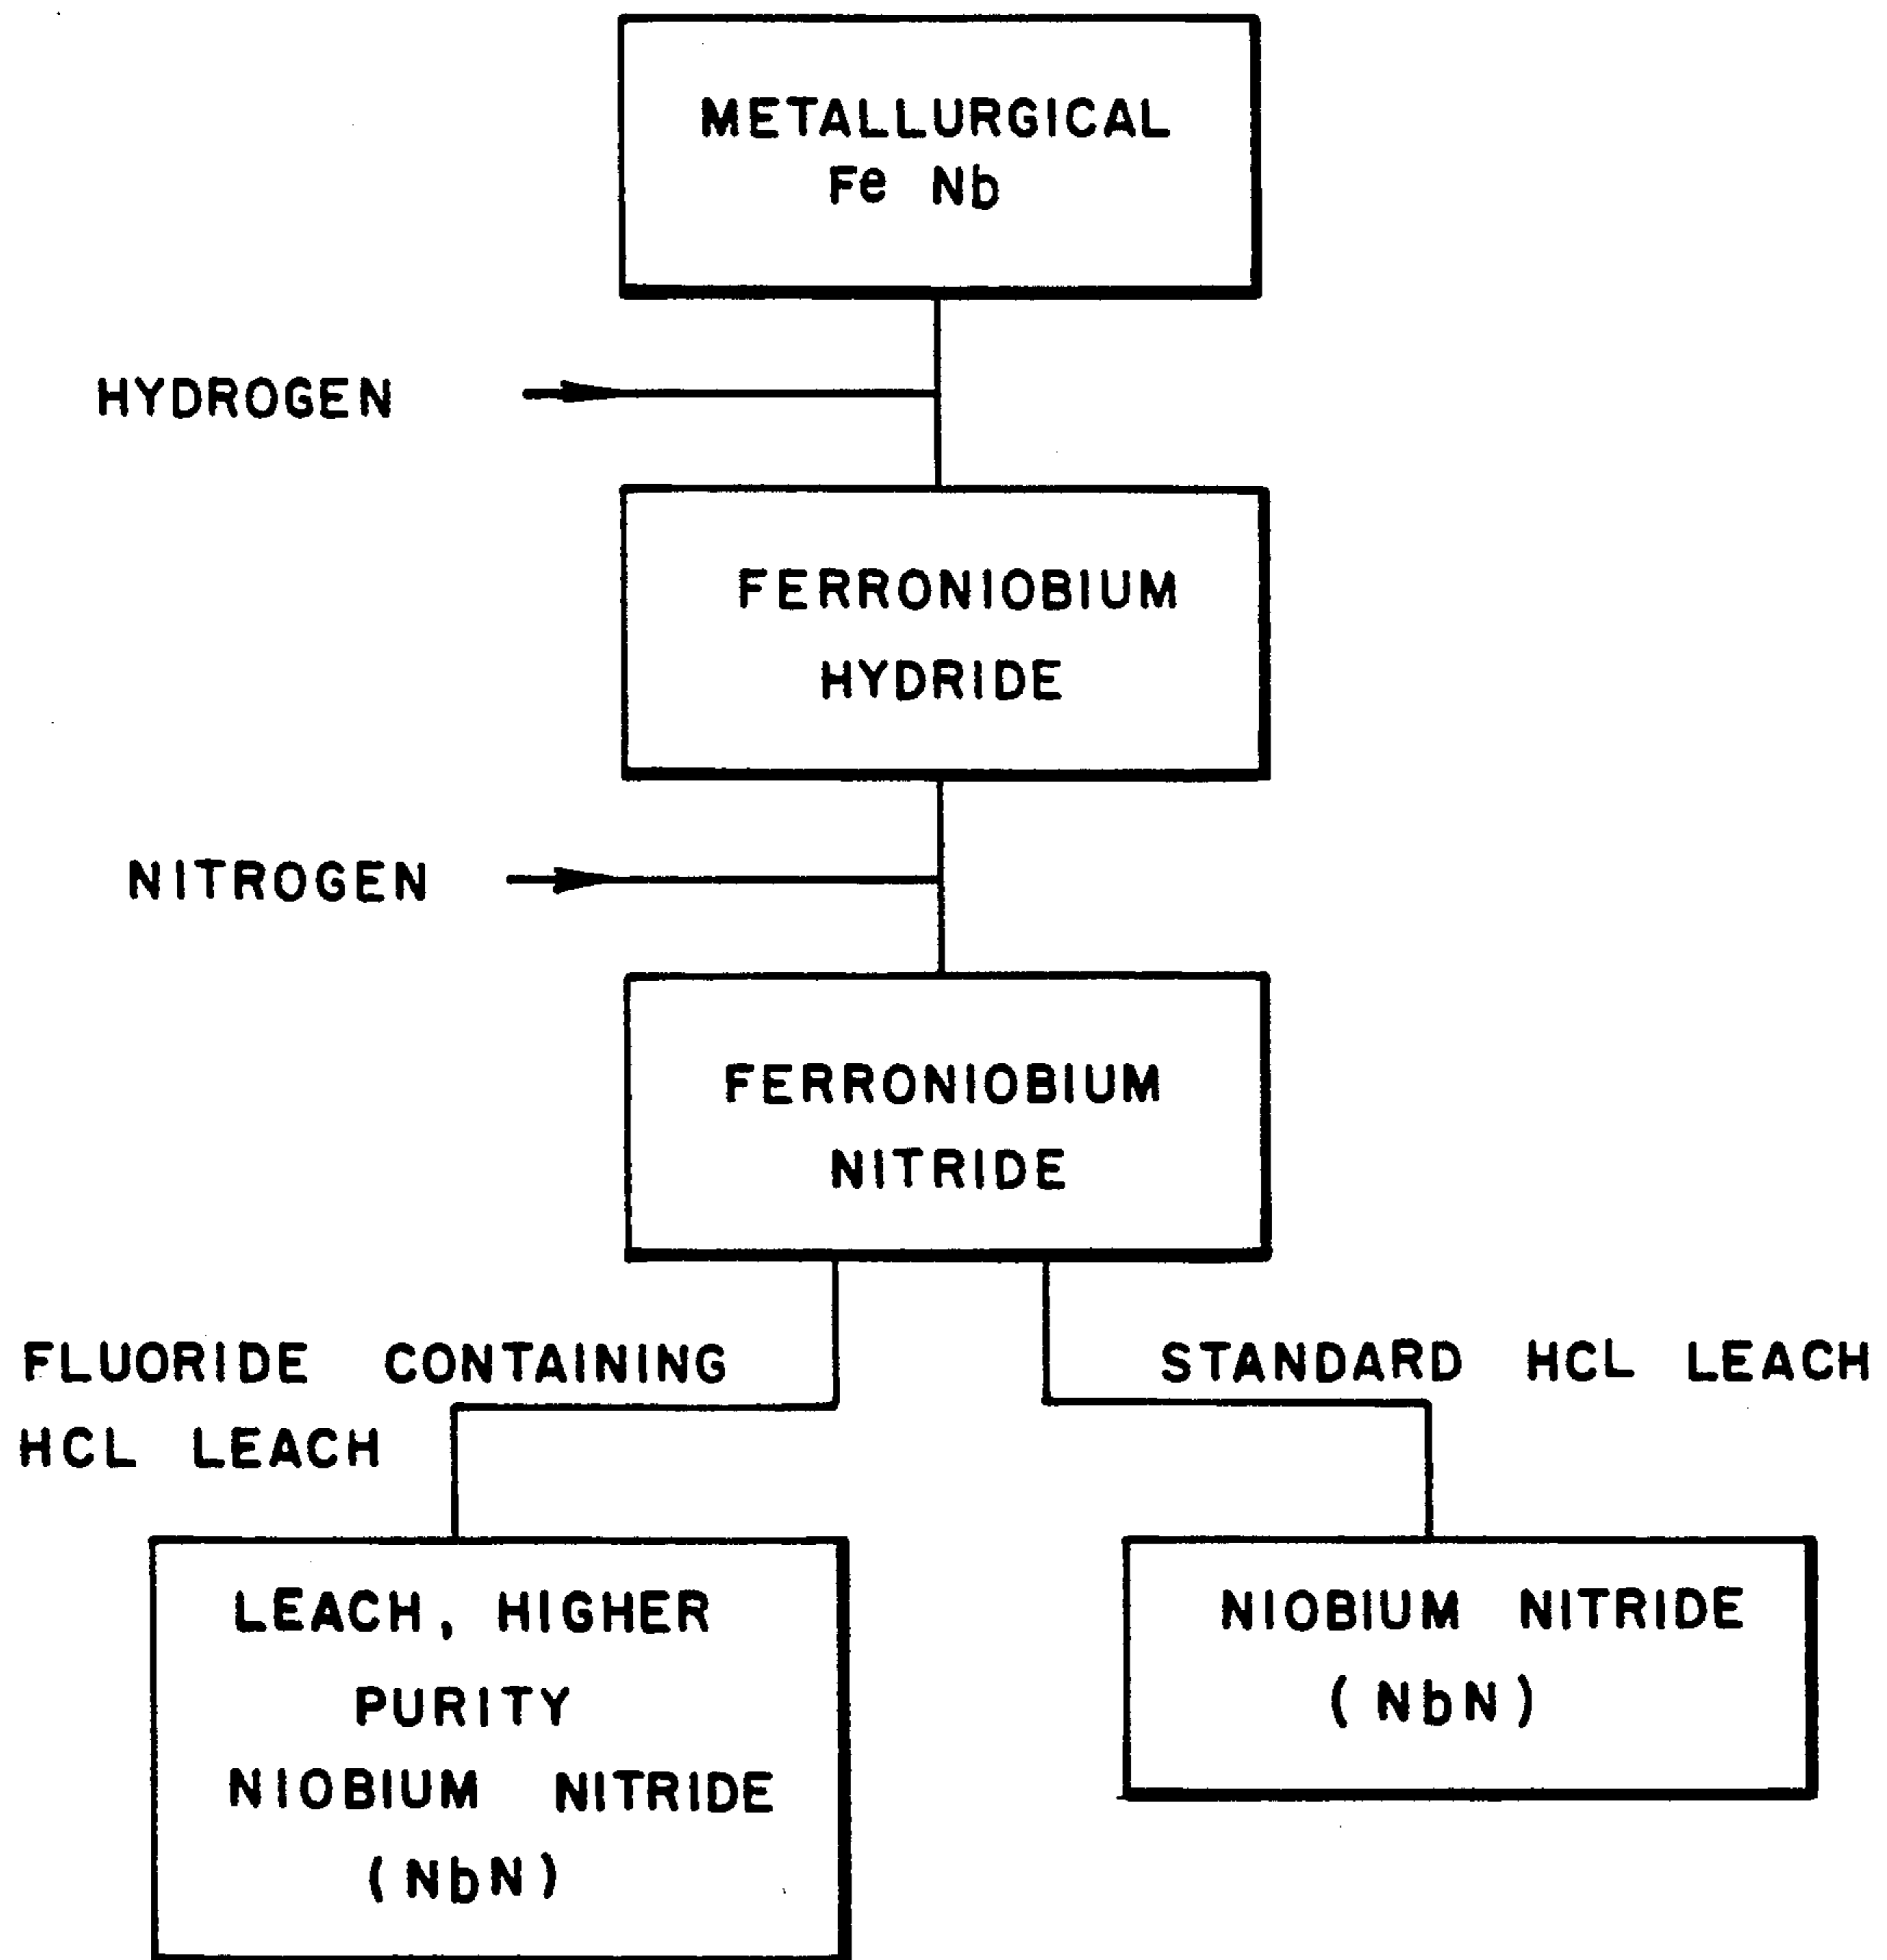 METALLURGICAL
Fe Nb
HYDROGEN
FERRONIOBIUM
HYDRIDE
NITROGEN
FERRONIOBIUM
NITRIDE
FLUORIDE CONTAINING
HCL LEACH
STANDARD HCL LEACH
LEACH, HIGHER
PURITY
NIOBIUM NITRIDE
(NbN)
NIOBIUM NITRIDE
(NbN)